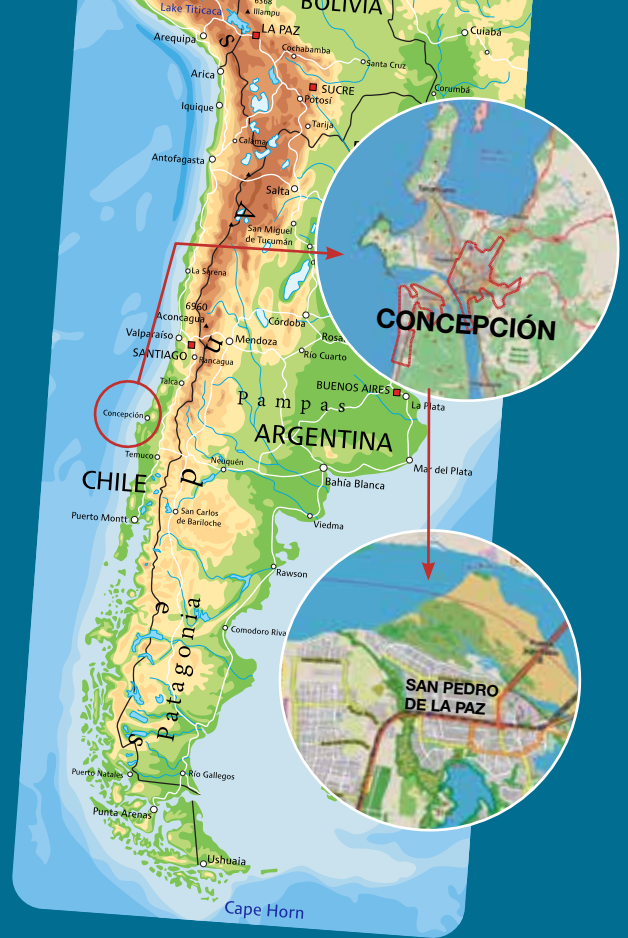 BOLIVIA
6368
Illampu
Lake Titicaca
LA PAZ
Cuiabá
Arequipa
s
Cochabamba
Santa Cruz
Arica
SUCRE
Corumbá
Potosí
Iquique
Tarija
Calama
Antofagasta
Salta
A
San Miguel
de Tucumán
La Serena
6960
Aconcagua
Córdoba
CONCEPCIÓN
Valparaíso
Mendoza
Rosa
SANTIAGO
Rancagua
n
Río Cuarto
Talca
BUENOS AIRES
La Plata
Pampas
Concepción
ARGENTINA
Temuco
Neuquén
Mar del Plata
d
CHILE
Bahía Blanca
Puerto Montt
San Carlos
de Bariloche
Viedma
Rawson
e
Comodoro Riva
Patagonia
SAN PEDRO
DE LA PAZ
s
Puerto Natales
Río Gallegos
Punta Arenas
Ushuaia
Cape Horn